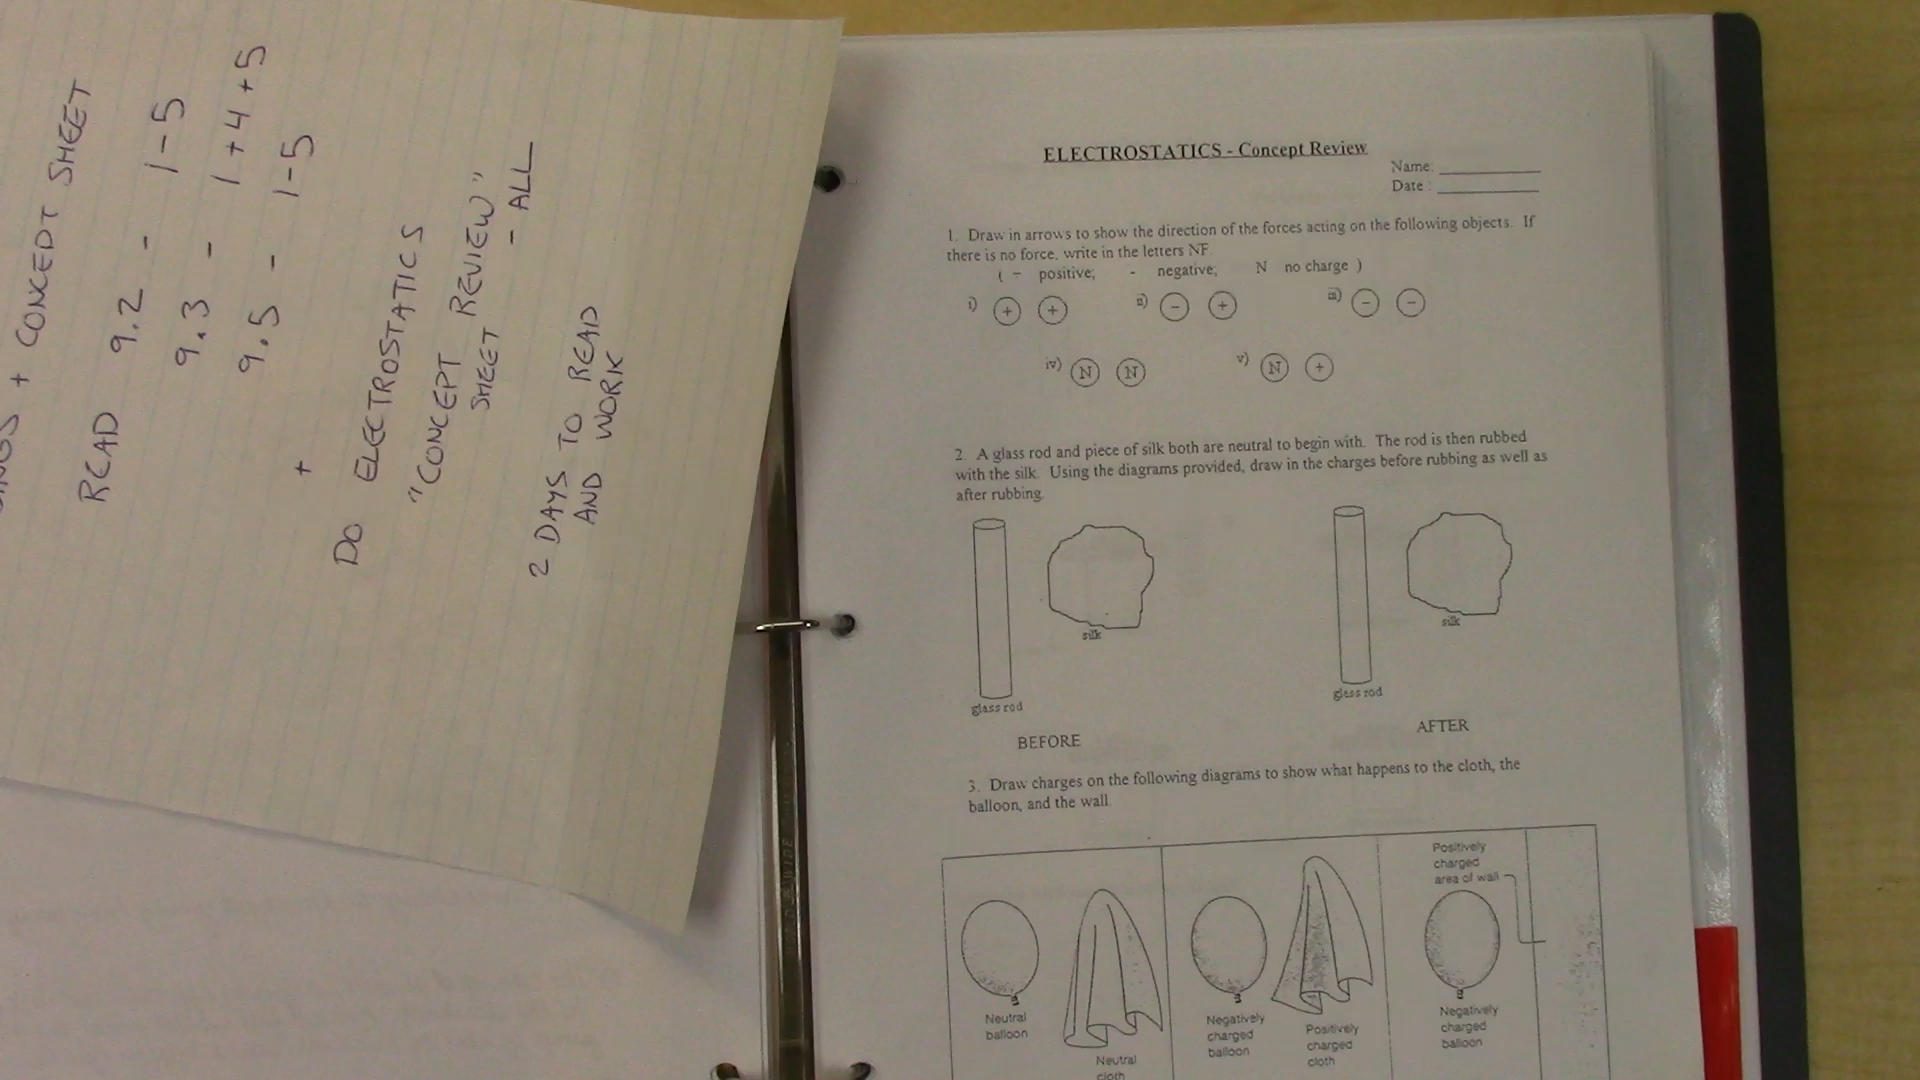 + CONCEDT SHEET
READ 9.2 - 1-5
9.3 - 1+4+5
9.5 - 1-5
+
DO ELECTROSTATICS
"CONCEPT REVIEW"
SHEET - ALL
2 DAYS TO READ
AND WORK
ELECTROSTATICS - Concept Review
Name:
Date :
1. Draw in arrows to show the direction of the forces acting on the following objects. If
there is no force, write in the letters NF.
( - positive; - negative; N no charge )
i) + + ii) - + iii) - -
iv) N N v) N +
2. A glass rod and piece of silk both are neutral to begin with. The rod is then rubbed
with the silk. Using the diagrams provided, draw in the charges before rubbing as well as
after rubbing.
silk
silk
glass rod
glass rod
BEFORE
AFTER
3. Draw charges on the following diagrams to show what happens to the cloth, the
balloon, and the wall.
Positively
charged
area of wall
Neutral
balloon
Neutral
cloth
Negatively
charged
balloon
Positively
charged
cloth
Negatively
charged
balloon